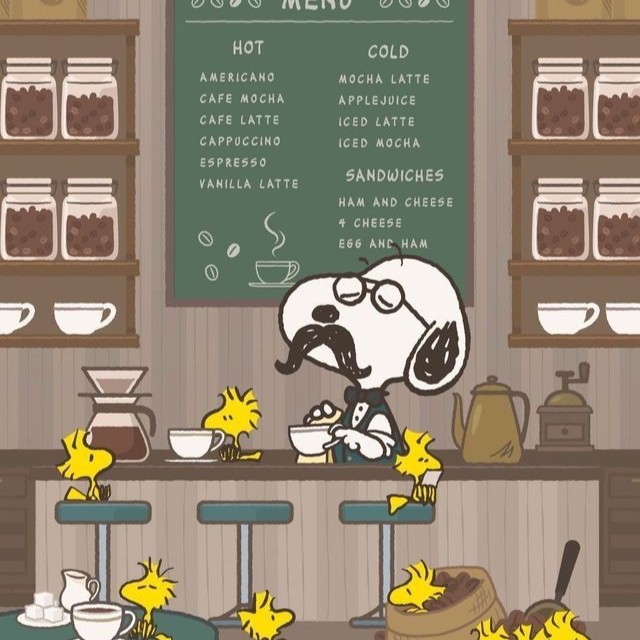 MENU
HOT
AMERICANO
CAFE MOCHA
CAFE LATTE
CAPPUCCINO
ESPRESSO
VANILLA LATTE
COLD
MOCHA LATTE
APPLEJUICE
ICED LATTE
ICED MOCHA
SANDWICHES
HAM AND CHEESE
4 CHEESE
EGG AND HAM